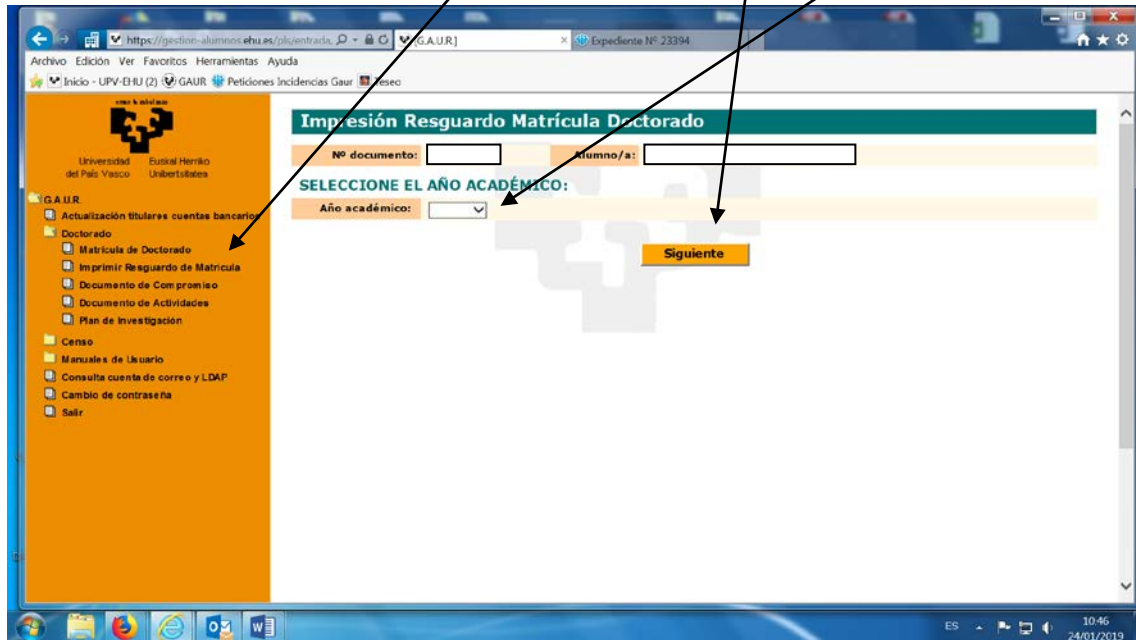 https://gestion-alumnos.ehu.es/pls/entrada,
[G.A.U.R]
Expediente Nº 23394
Archivo Edición Ver Favoritos Herramientas Ayuda
Inicio - UPV-EHU (2) GAUR Peticiones Incidencias Gaur Teseo
Universidad del País Vasco
Euskal Herriko Unibertsitatea
G.A.U.R.
Actualización titulares cuentas bancarios
Doctorado
Matrícula de Doctorado
Imprimir Resguardo de Matrícula
Documento de Compromiso
Documento de Actividades
Plan de Investigación
Censo
Manuales de Usuario
Consulta cuenta de correo y LDAP
Cambio de contraseña
Salir
Impresión Resguardo Matrícula Doctorado
Nº documento:
Alumno/a:
SELECCIONE EL AÑO ACADÉMICO:
Año académico:
Siguiente
ES
10:46
24/01/2019